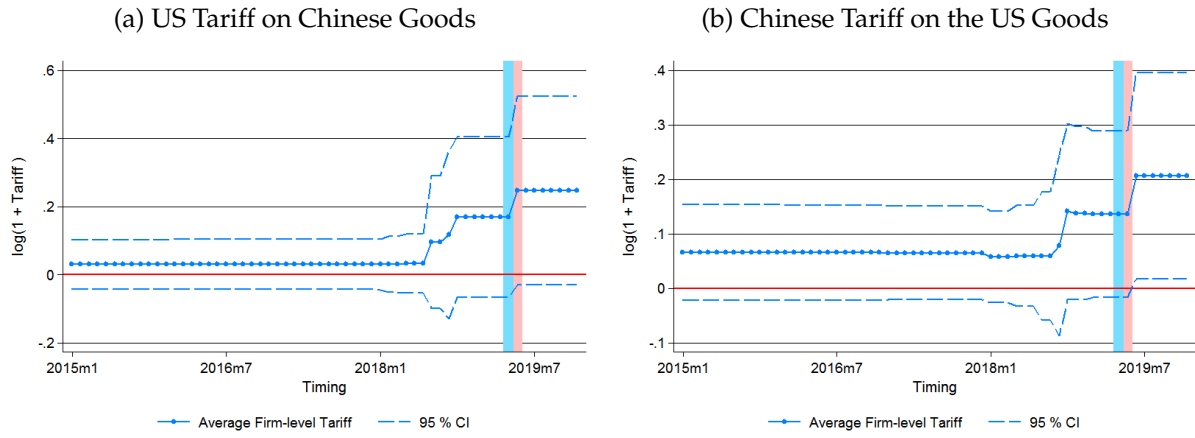 (a) US Tariff on Chinese Goods
.6
.4
.2
0
-.2
log(1 + Tariff )
2015m1
2016m7
2018m1
2019m7
Timing
Average Firm-level Tariff
95 % CI
(b) Chinese Tariff on the US Goods
.4
.3
.2
.1
0
-.1
log(1 + Tariff )
2015m1
2016m7
2018m1
2019m7
Timing
Average Firm-level Tariff
95 % CI